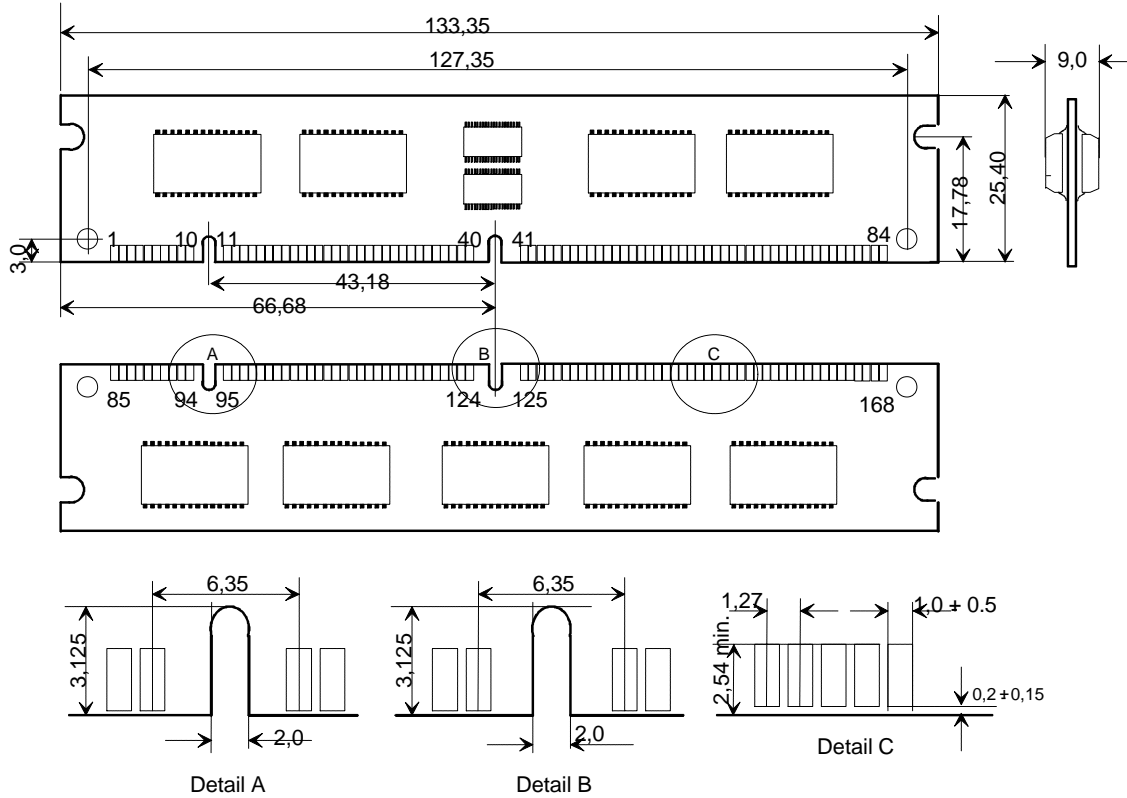 133,35
127,35
9,0
17,78
25,40
3,0
1 10 11 40 41 84
43,18
66,68
A B C
85 94 95 124 125 168
6,35 6,35
1,27 1,0 + 0.5
3,125 3,125 2,54 min.
0,2 + 0,15
2,0 2,0
Detail A Detail B Detail C